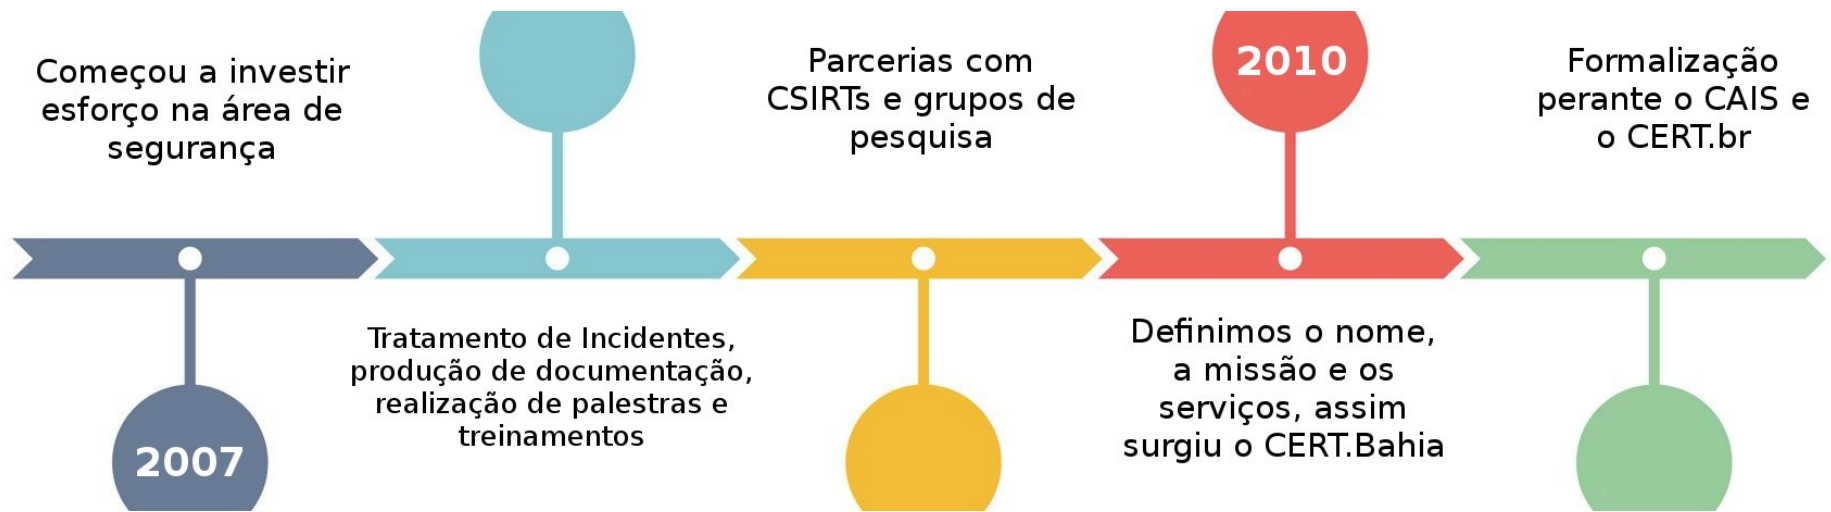 Começou a investir
esforço na área de
segurança
2007
Tratamento de Incidentes,
produção de documentação,
realização de palestras e
treinamentos
Parcerias com
CSIRTs e grupos de
pesquisa
2010
Definimos o nome,
a missão e os
serviços, assim
surgiu o CERT.Bahia
Formalização
perante o CAIS e
o CERT.br